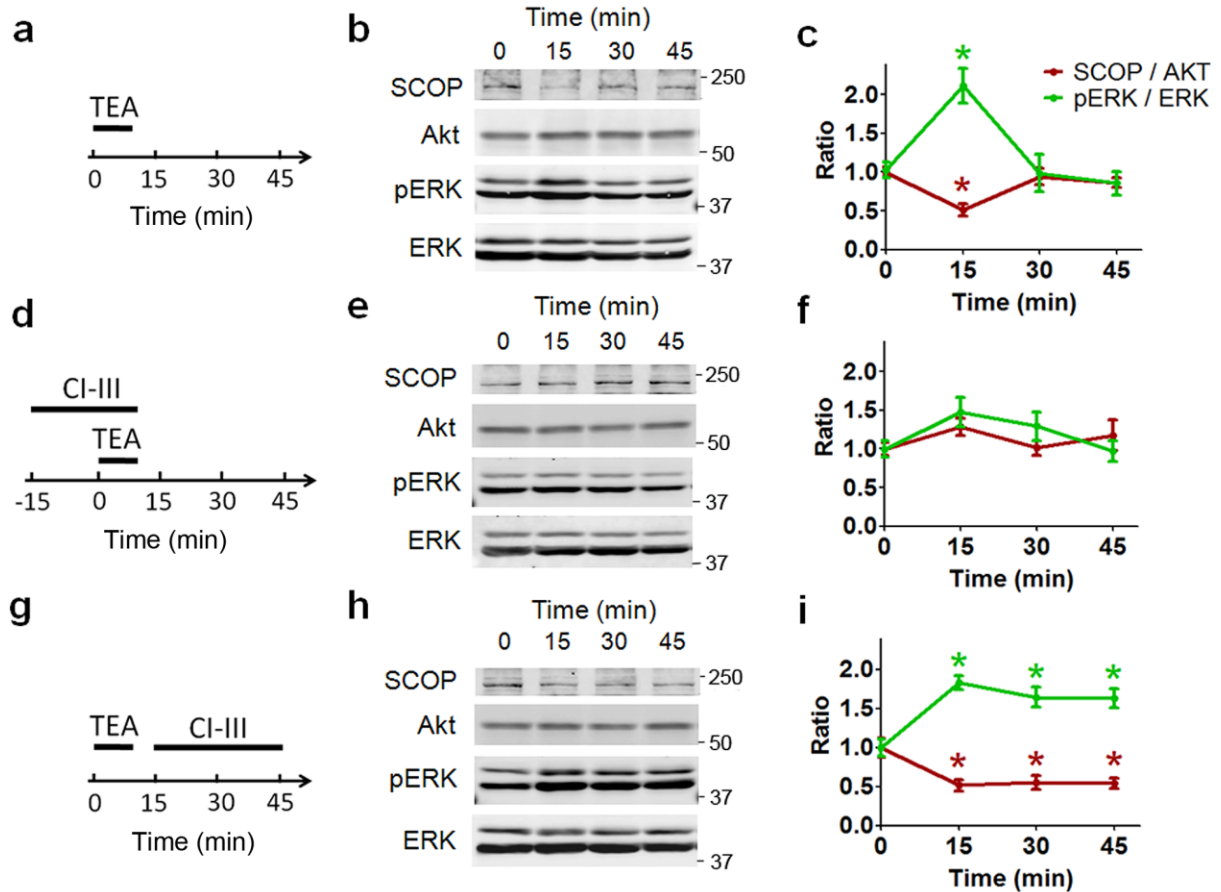 a
TEA
0 15 30 45
Time (min)
b
Time (min)
0 15 30 45
SCOP
250
Akt
50
pERK
37
ERK
37
c
SCOP / AKT
pERK / ERK
*
*
Ratio
2.0
1.5
1.0
0.5
0.0
0 15 30 45
Time (min)
d
CI-III
TEA
-15 0 15 30 45
Time (min)
e
Time (min)
0 15 30 45
SCOP
250
Akt
50
pERK
37
ERK
37
f
Ratio
2.0
1.5
1.0
0.5
0.0
0 15 30 45
Time (min)
g
TEA CI-III
0 15 30 45
Time (min)
h
Time (min)
0 15 30 45
SCOP
250
Akt
50
pERK
37
ERK
37
i
* * *
* * *
Ratio
2.0
1.5
1.0
0.5
0.0
0 15 30 45
Time (min)